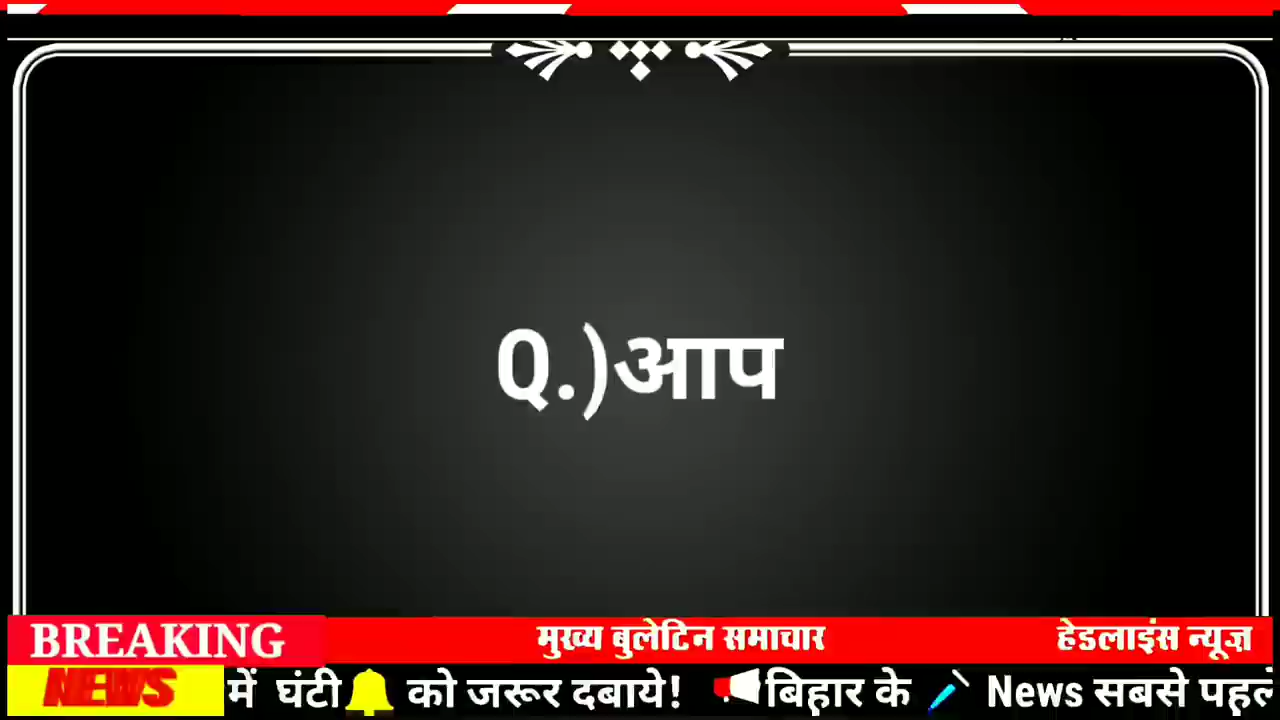 Q.)आप
BREAKING
मुख्य बुलेटिन समाचार
हेडलाइंस न्यूज़
NEWS
में घंटी🔔 को जरूर दबाये! 📢बिहार के 🎤 News सबसे पहले